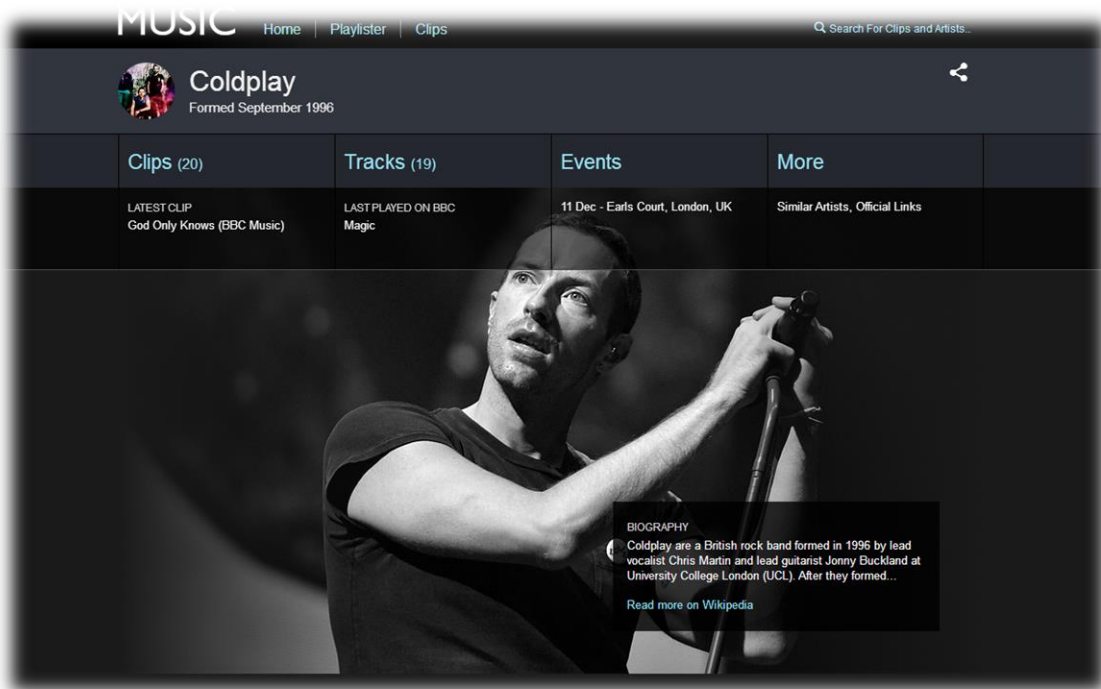 MUSIC Home Playlister Clips Search For Clips and Artists..
Coldplay
Formed September 1996
Clips (20) Tracks (19) Events More
LATEST CLIP LAST PLAYED ON BBC 11 Dec - Earls Court, London, UK Similar Artists, Official Links
God Only Knows (BBC Music) Magic
BIOGRAPHY
Coldplay are a British rock band formed in 1996 by lead
vocalist Chris Martin and lead guitarist Jonny Buckland at
University College London (UCL). After they formed...
Read more on Wikipedia